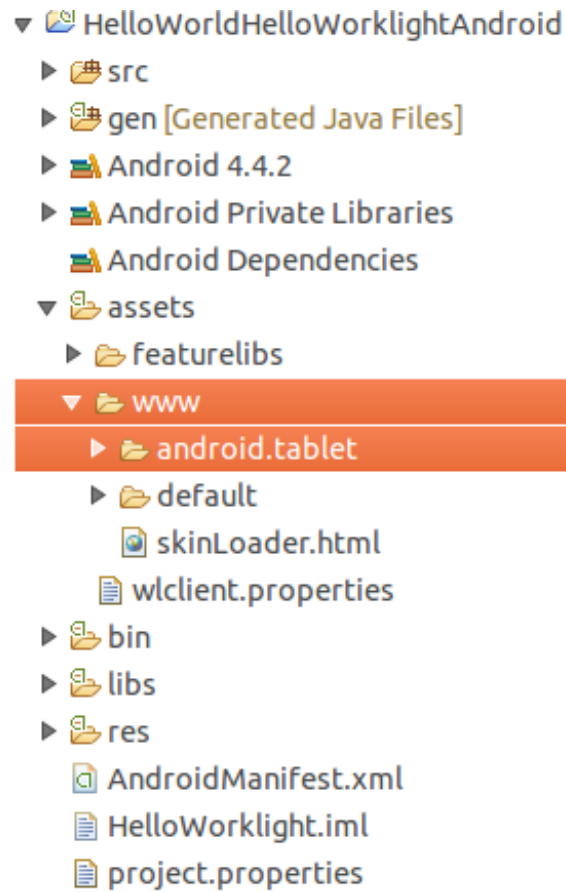 HelloWorldHelloWorklightAndroid
src
gen [Generated Java Files]
Android 4.4.2
Android Private Libraries
Android Dependencies
assets
featurelibs
www
android.tablet
default
skinLoader.html
wlclient.properties
bin
libs
res
AndroidManifest.xml
HelloWorklight.iml
project.properties